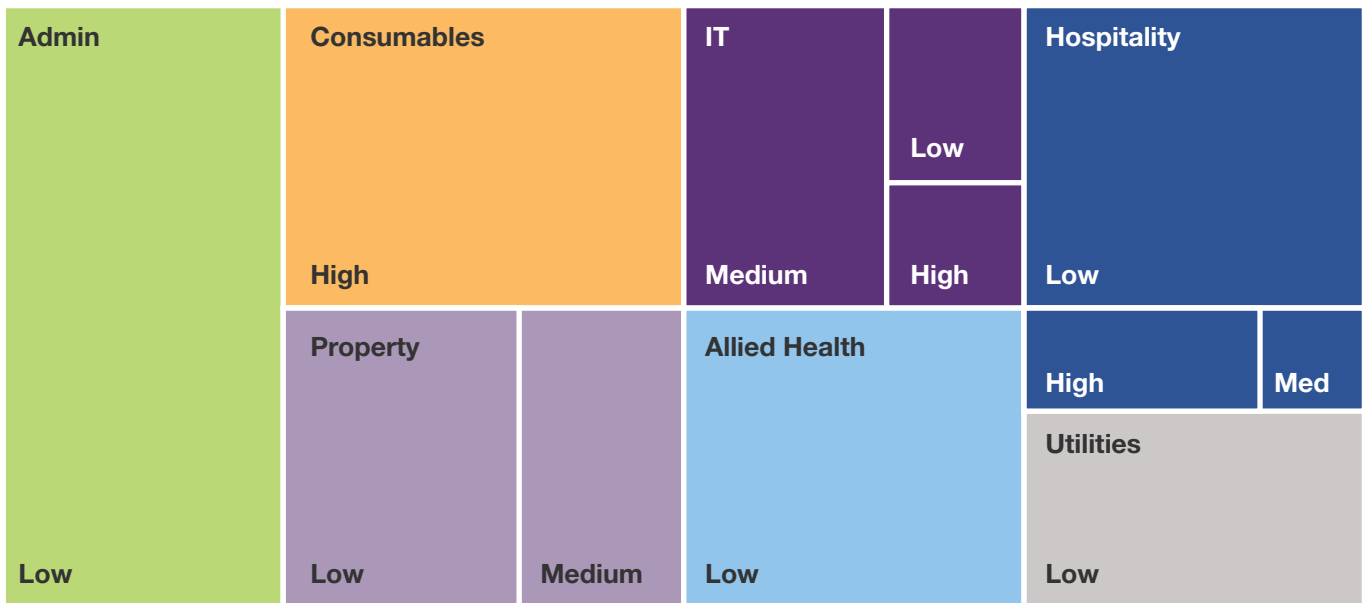 Admin
Low
Consumables
High
Property
Low
Medium
IT
Medium
Low
High
Allied Health
Low
Hospitality
Low
High
Med
Utilities
Low